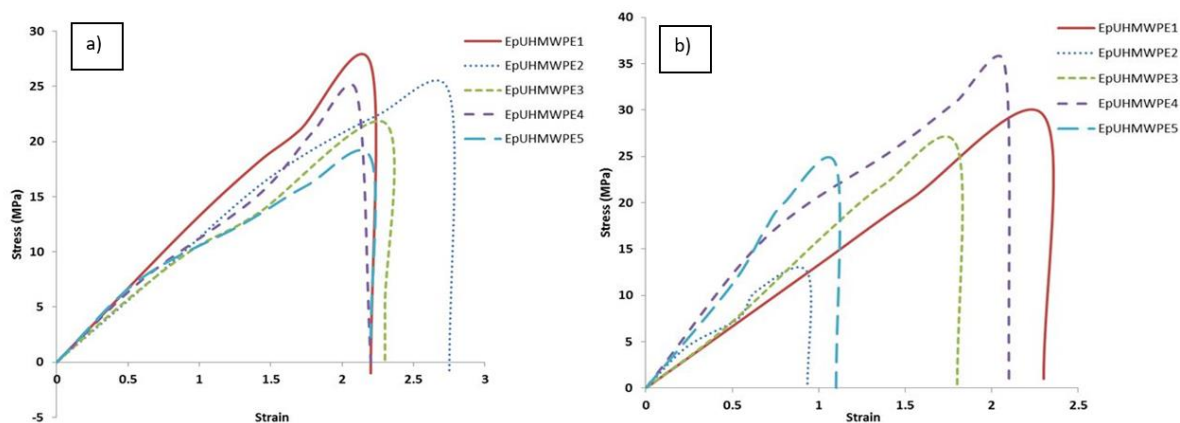 a)
30
25
20
15
10
5
0
-5
Stress (MPa)
0
0.5
1
1.5
2
2.5
3
Strain
EpUHMWPE1
EpUHMWPE2
EpUHMWPE3
EpUHMWPE4
EpUHMWPE5
b)
40
35
30
25
20
15
10
5
0
Stress (MPa)
0
0.5
1
1.5
2
2.5
Strain
EpUHMWPE1
EpUHMWPE2
EpUHMWPE3
EpUHMWPE4
EpUHMWPE5